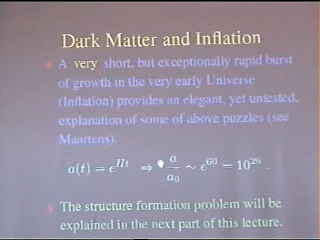 Dark Matter and Inflation
A very short, but exceptionally rapid burst
of growth in the very early Universe
(Inflation) provides an elegant, yet untested,
explanation of some of above puzzles (see
Maartens).
a(t) = e^{Ht} ⇒ a/a₀ ∼ e^{60} = 10^{26} .
The structure formation problem will be
explained in the next part of this lecture.